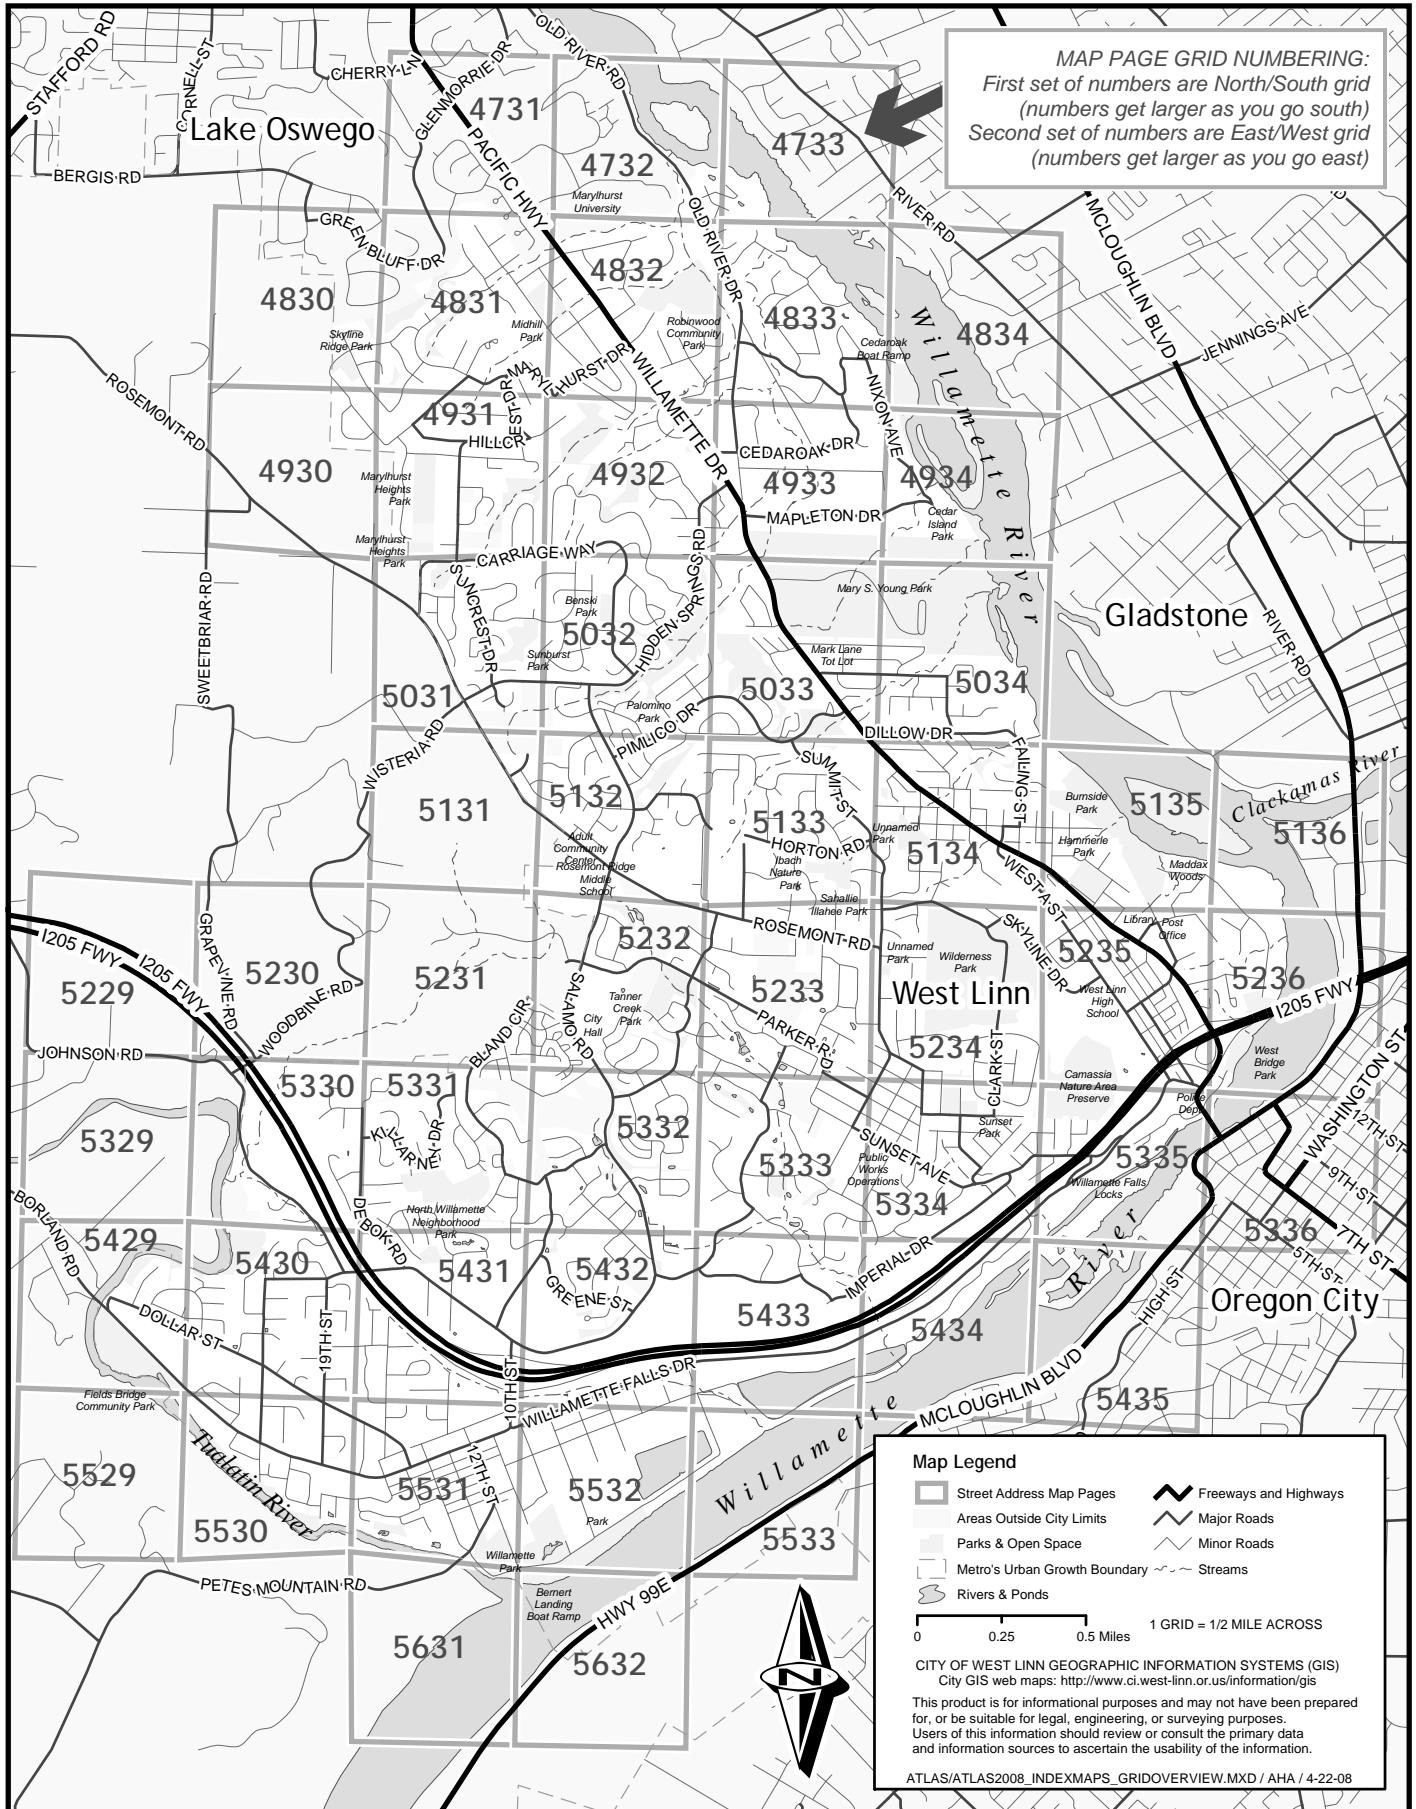 MAP PAGE GRID NUMBERING:
First set of numbers are North/South grid
(numbers get larger as you go south)
Second set of numbers are East/West grid
(numbers get larger as you go east)
STAFFORD RD
CORNELL ST
CHERRY LN
GLENMORRIE DR
OLD RIVER RD
Lake Oswego
4731
4732
4733
BERGIS RD
PACIFIC HWY
Marylhurst
University
OLD RIVER DR
RIVER RD
MCLOUGHLIN BLVD
GREEN BLUFF DR
4830
4831
4832
4833
4834
Skyline
Ridge Park
Midhill
Park
Robinwood
Community
Park
Cedaroak
Boat Ramp
Willamette River
JENNINGS AVE
ROSEMONT RD
MARYLHURST DR
WILLAMETTE DR
NIXON AVE
4931
HILLCREST DR
4930
4932
CEDAROAK DR
4933
4934
Marylhurst
Heights
Park
MAPLETON DR
Cedar
Island
Park
Marylhurst
Heights
Park
CARRIAGE WAY
SUNCREST DR
HIDDEN SPRINGS RD
Mary S. Young Park
Benski
Park
5032
SWEETBRIAR RD
Gladstone
RIVER RD
Sunburst
Park
Mark Lane
Tot Lot
5031
5033
5034
Palomino
Park
PIMLICO DR
WISTERIA RD
DILLOW DR
FAILING ST
SUMMIT ST
Clackamas River
5131
5132
5133
5134
5135
5136
Burnside
Park
Unnamed
Park
Hammerle
Park
HORTON RD
Adult
Community
Center
Rosemont Ridge
Middle
School
Ibach
Nature
Park
WEST A ST
Maddax
Woods
Sahallie
Illahee Park
ROSEMONT RD
SKYLINE DR
Library
Post
Office
I205 FWY
I205 FWY
GRAPEVINE RD
5229
5230
5231
5232
5233
5235
5236
Unnamed
Park
Wilderness
Park
West Linn
West Linn
High
School
I205 FWY
WOODBINE RD
SALAMO RD
Tanner
Creek
Park
City
Hall
BLAND CIR
PARKER RD
5234
CLARK ST
JOHNSON RD
West
Bridge
Park
WASHINGTON ST
5330
5331
Camassia
Nature Area
Preserve
Police
Dept
5329
KILLARNEY DR
5332
5333
SUNSET AVE
Sunset
Park
5335
12TH ST
9TH ST
Public
Works
Operations
Willamette Falls
Locks
BORLAND RD
5334
DEBOK RD
North Willamette
Neighborhood
Park
5336
7TH ST
5TH ST
5429
5430
5431
5432
IMPERIAL DR
River
HIGH ST
GREENE ST
5433
5434
Oregon City
DOLLAR ST
19TH ST
10TH ST
WILLAMETTE FALLS DR
MCLOUGHLIN BLVD
5435
Fields Bridge
Community Park
Tualatin River
Willamette
5529
5530
5531
12TH ST
5532
Park
5533
Willamette
Park
PETES MOUNTAIN RD
Bernert
Landing
Boat Ramp
HWY 99E
5631
5632
N
Map Legend
Street Address Map Pages
Freeways and Highways
Areas Outside City Limits
Major Roads
Parks & Open Space
Minor Roads
Metro's Urban Growth Boundary
Streams
Rivers & Ponds
0 0.25 0.5 Miles
1 GRID = 1/2 MILE ACROSS
CITY OF WEST LINN GEOGRAPHIC INFORMATION SYSTEMS (GIS)
City GIS web maps: http://www.ci.west-linn.or.us/information/gis
This product is for informational purposes and may not have been prepared
for, or be suitable for legal, engineering, or surveying purposes.
Users of this information should review or consult the primary data
and information sources to ascertain the usability of the information.
ATLAS/ATLAS2008_INDEXMAPS_GRIDOVERVIEW.MXD / AHA / 4-22-08